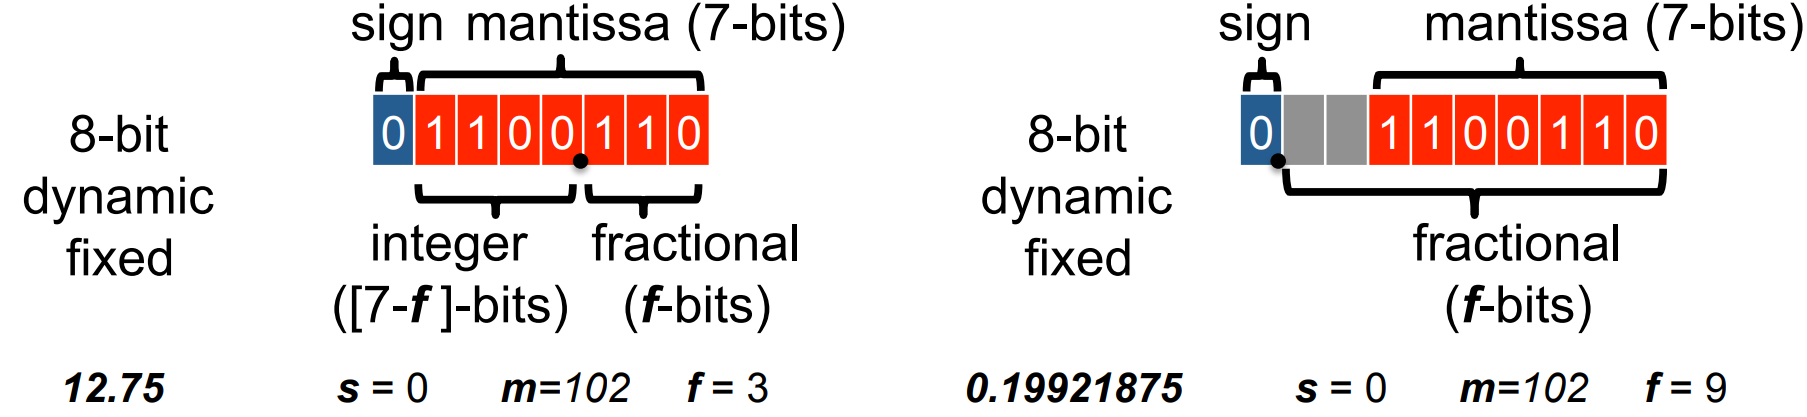 sign mantissa (7-bits)
8-bit
dynamic
fixed
0 1 1 0 0 1 1 0
integer fractional
([7-f ]-bits) (f-bits)
12.75 s = 0 m=102 f = 3
sign mantissa (7-bits)
8-bit
dynamic
fixed
0 1 1 0 0 1 1 0
fractional
(f-bits)
0.19921875 s = 0 m=102 f = 9